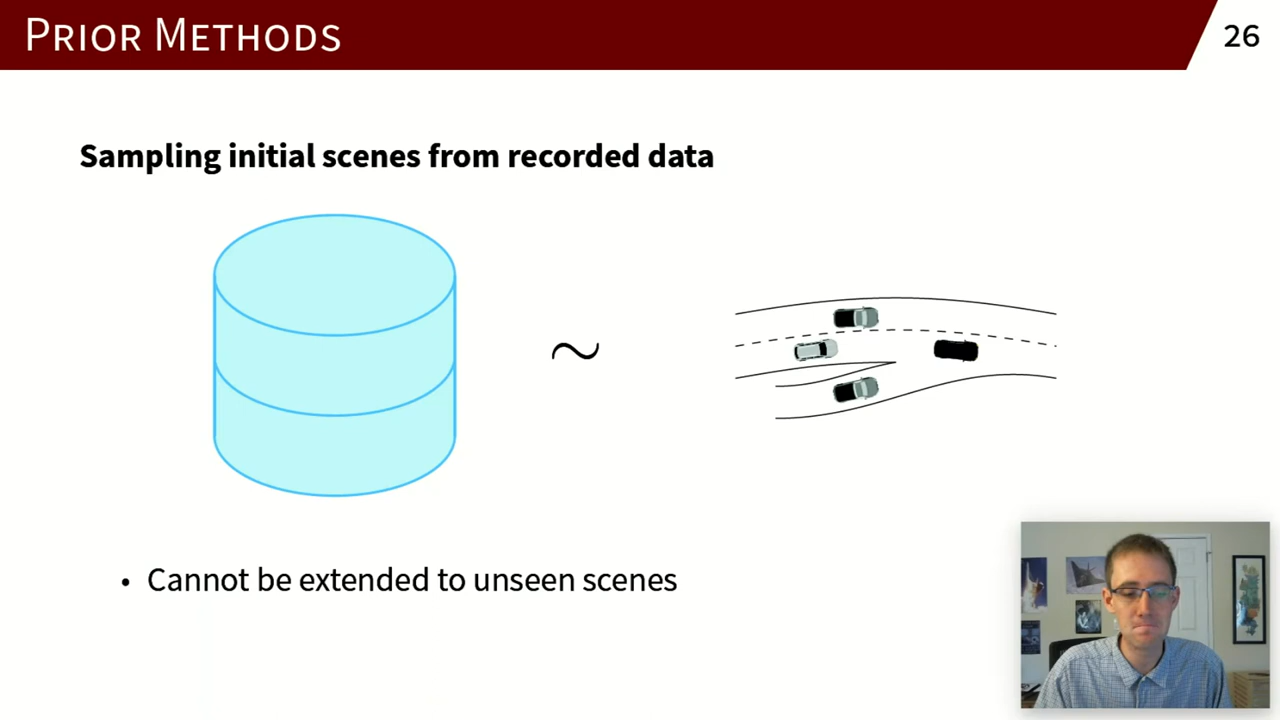 PRIOR METHODS
26
Sampling initial scenes from recorded data
~
• Cannot be extended to unseen scenes